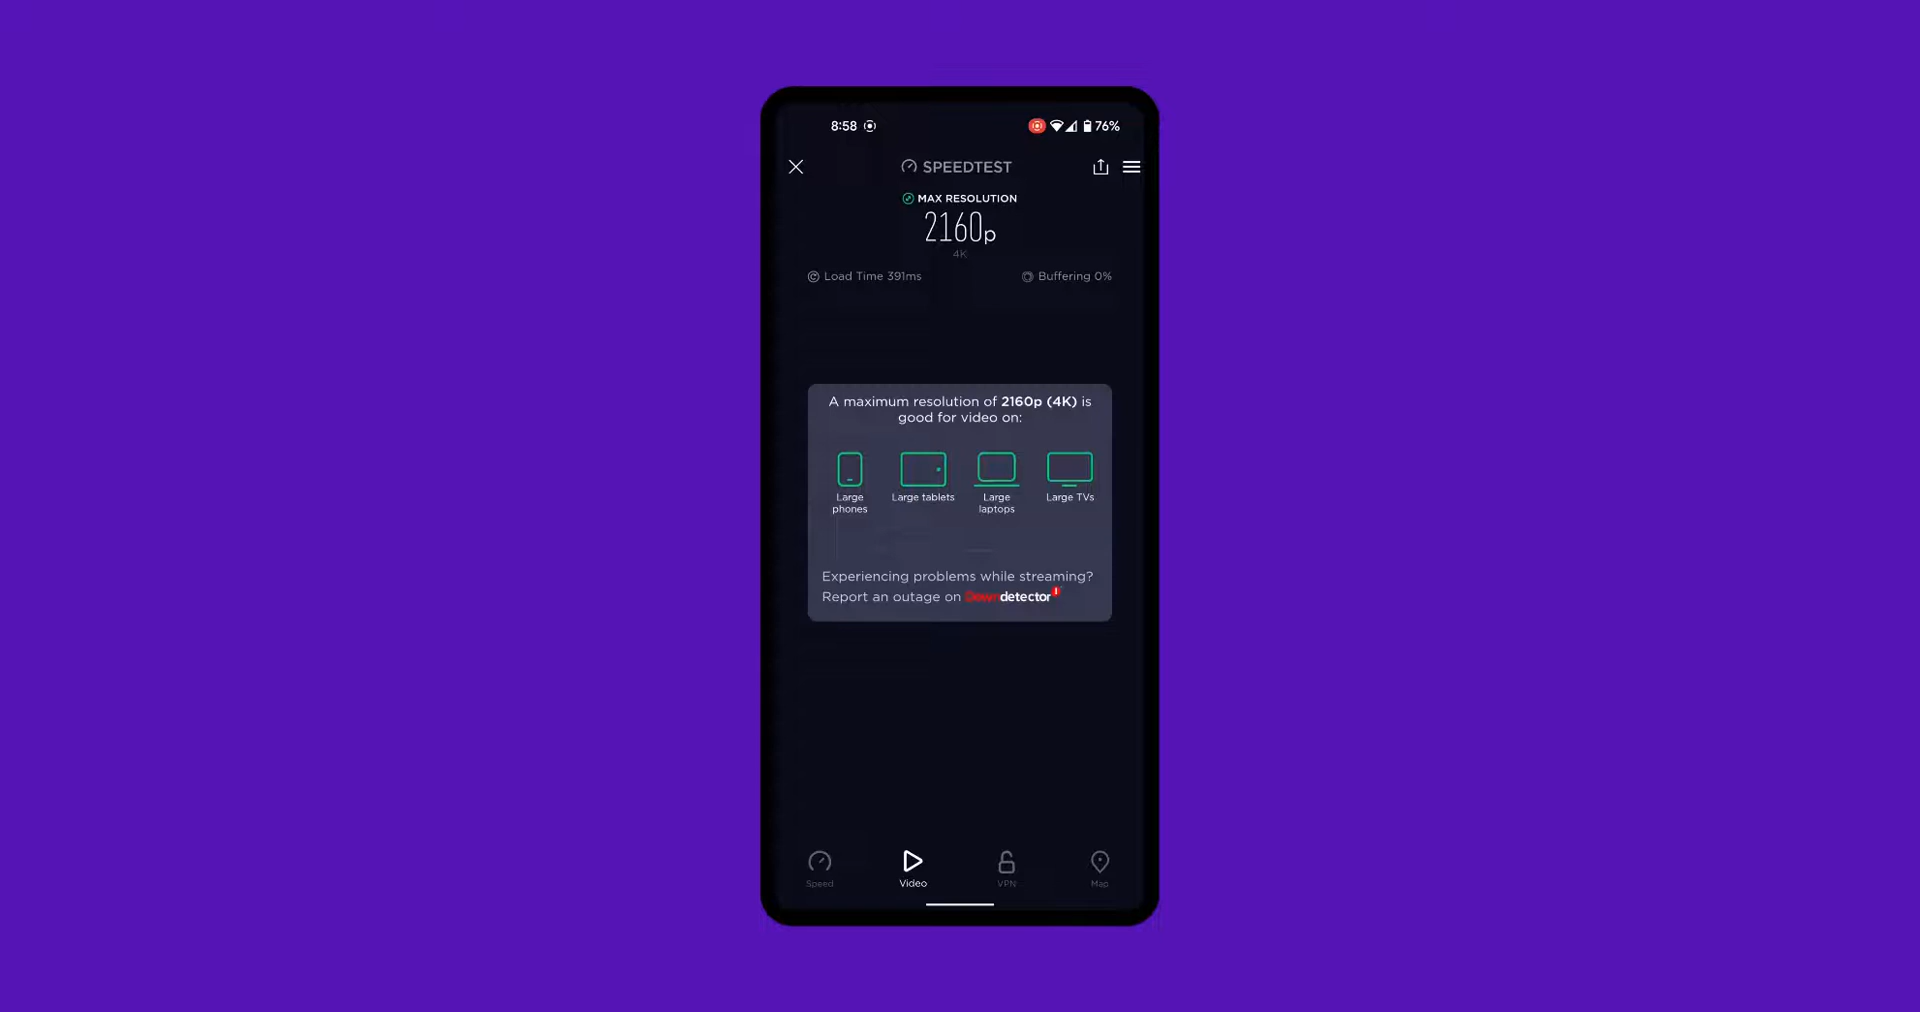 8:58 76%
SPEEDTEST
MAX RESOLUTION
2160p
4K
Load Time 391ms Buffering 0%
A maximum resolution of 2160p (4K) is
good for video on:
Large phones
Large tablets
Large laptops
Large TVs
Experiencing problems while streaming?
Report an outage on Downdetector!
Speed Video VPN Map